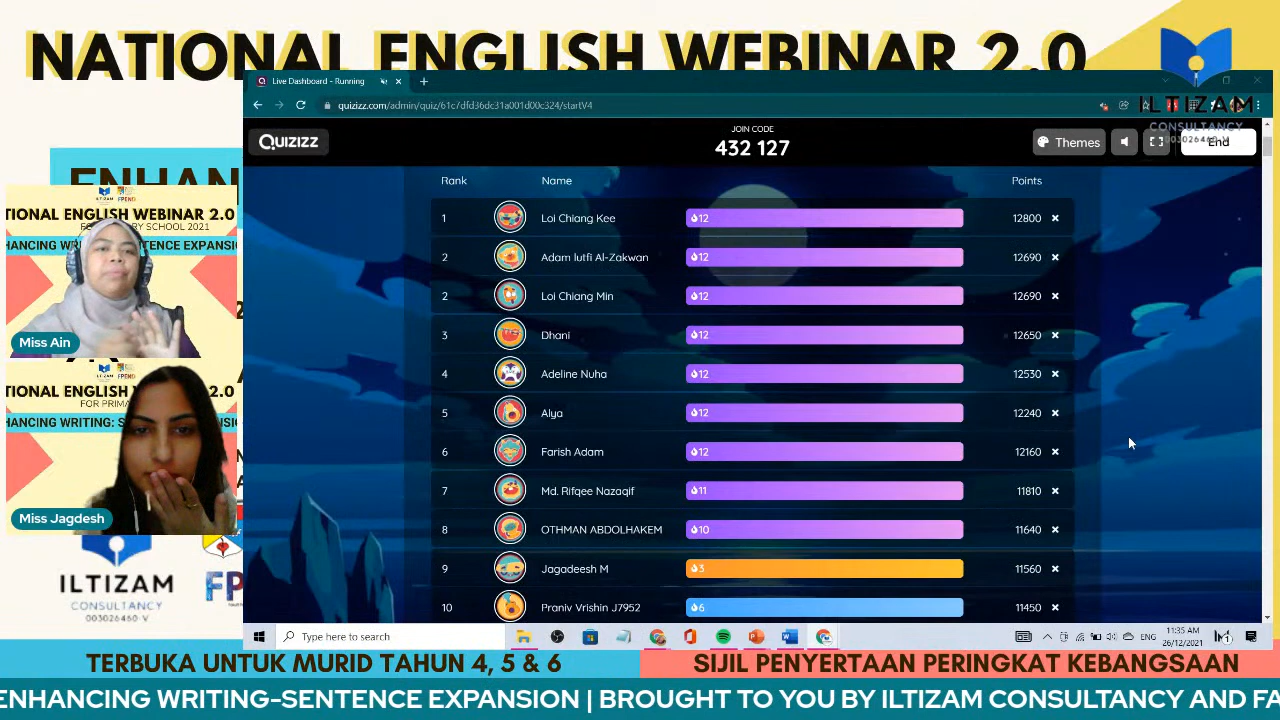 NATIONAL ENGLISH WEBINAR 2.0
ILTIZAM
CONSULTANCY
003026460-V
Live Dashboard - Running
quizizz.com/admin/quiz/61c7dfd36dc31a001d00c324/startV4
Quizizz
JOIN CODE
432 127
Themes
End
Rank Name Points
1 Loi Chiang Kee 12 12800
2 Adam lutfi Al-Zakwan 12 12690
2 Loi Chiang Min 12 12690
3 Dhani 12 12650
4 Adeline Nuha 12 12530
5 Alya 12 12240
6 Farish Adam 12 12160
7 Md. Rifqee Nazaqif 11 11810
8 OTHMAN ABDOLHAKEM 10 11640
9 Jagadeesh M 3 11560
10 Praniv Vrishin J7952 6 11450
ENHAN
TIONAL ENGLISH WEBINAR 2.0
Miss Ain
FOR PRIMA
Miss Jagdesh
ILTIZAM
CONSULTANCY
003026460-V
FP
Type here to search
ENG
11:35 AM
26/12/2021
TERBUKA UNTUK MURID TAHUN 4, 5 & 6
SIJIL PENYERTAAN PERINGKAT KEBANGSAAN
ENHANCING WRITING-SENTENCE EXPANSION | BROUGHT TO YOU BY ILTIZAM CONSULTANCY AND FA